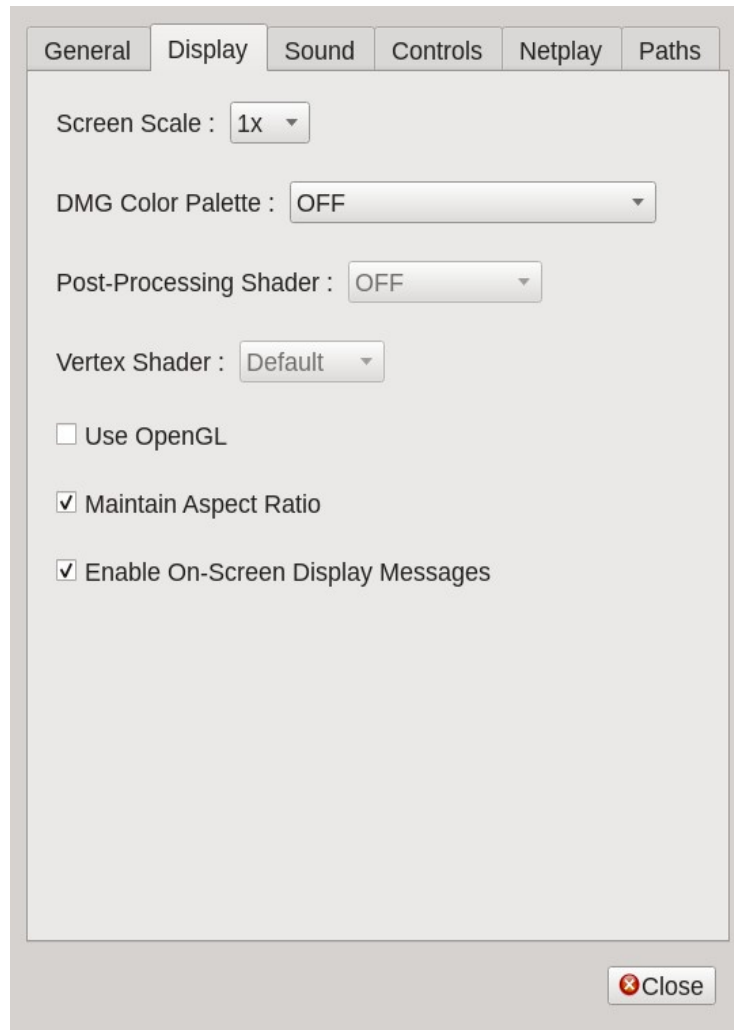 General Display Sound Controls Netplay Paths
Screen Scale : 1x
DMG Color Palette : OFF
Post-Processing Shader : OFF
Vertex Shader : Default
Use OpenGL
Maintain Aspect Ratio
Enable On-Screen Display Messages
Close